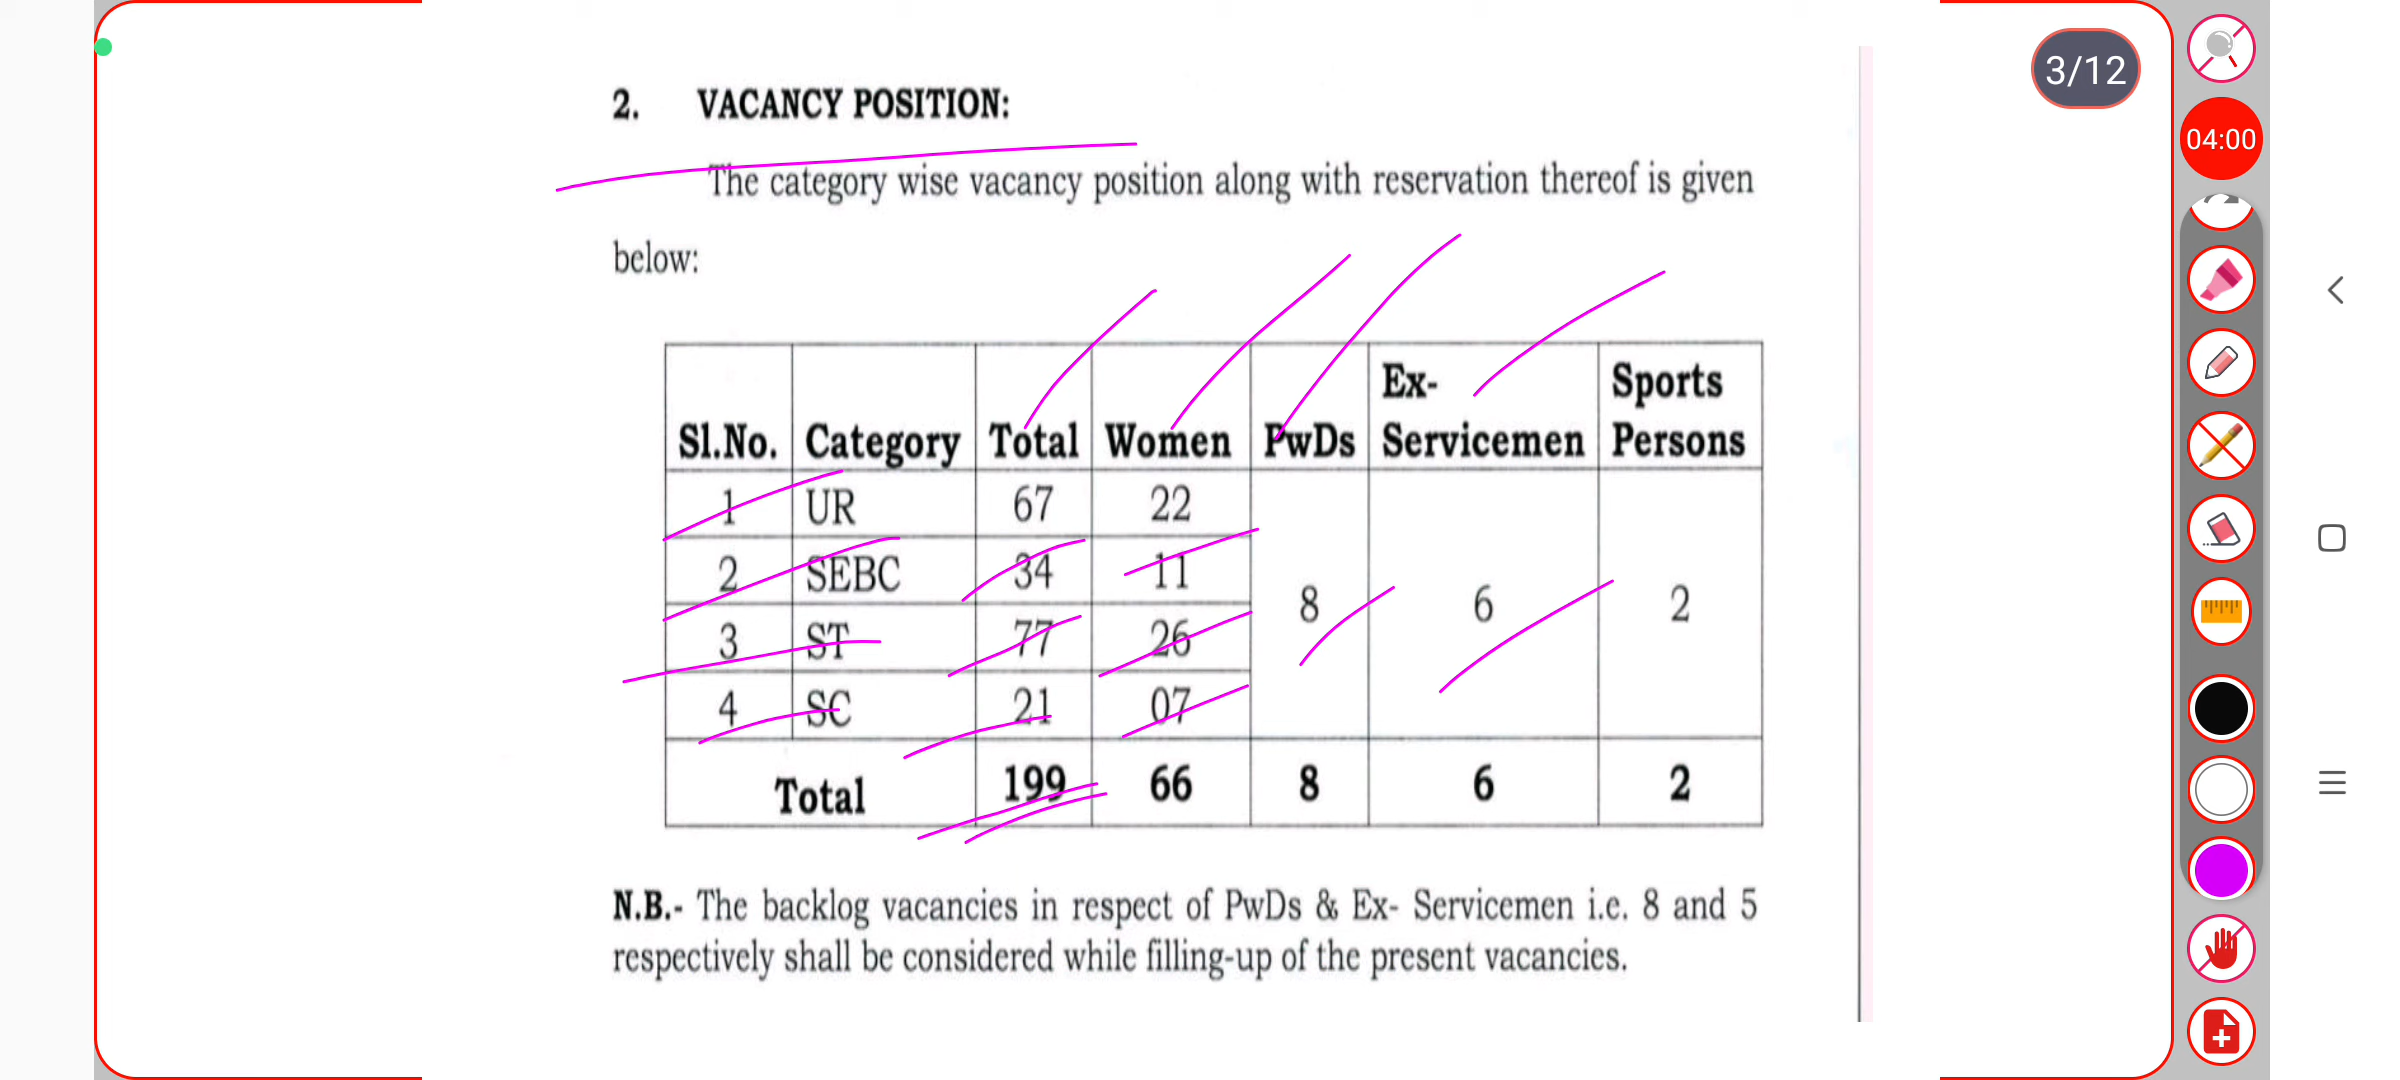 3/12
04:00
2. VACANCY POSITION:
The category wise vacancy position along with reservation thereof is given
below:
Sl.No. Category Total Women PwDs Ex-Servicemen Sports Persons
1 UR 67 22
2 SEBC 34 11
3 ST 77 26
4 SC 21 07
8 6 2
Total 199 66 8 6 2
N.B.- The backlog vacancies in respect of PwDs & Ex- Servicemen i.e. 8 and 5
respectively shall be considered while filling-up of the present vacancies.